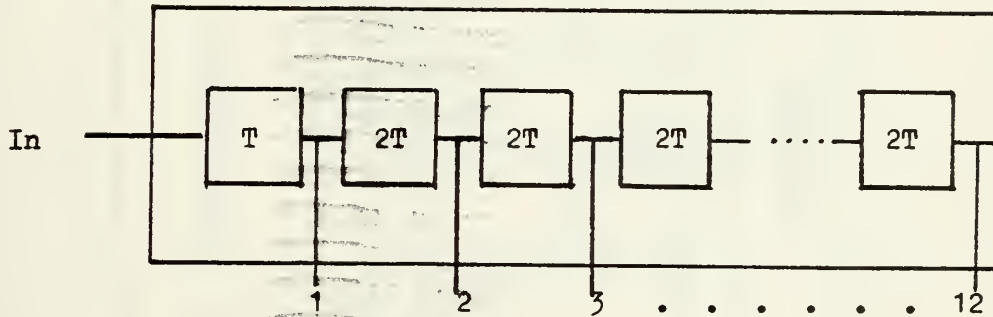 In T 2T 2T 2T ..... 2T
1 2 3 . . . . . . 12